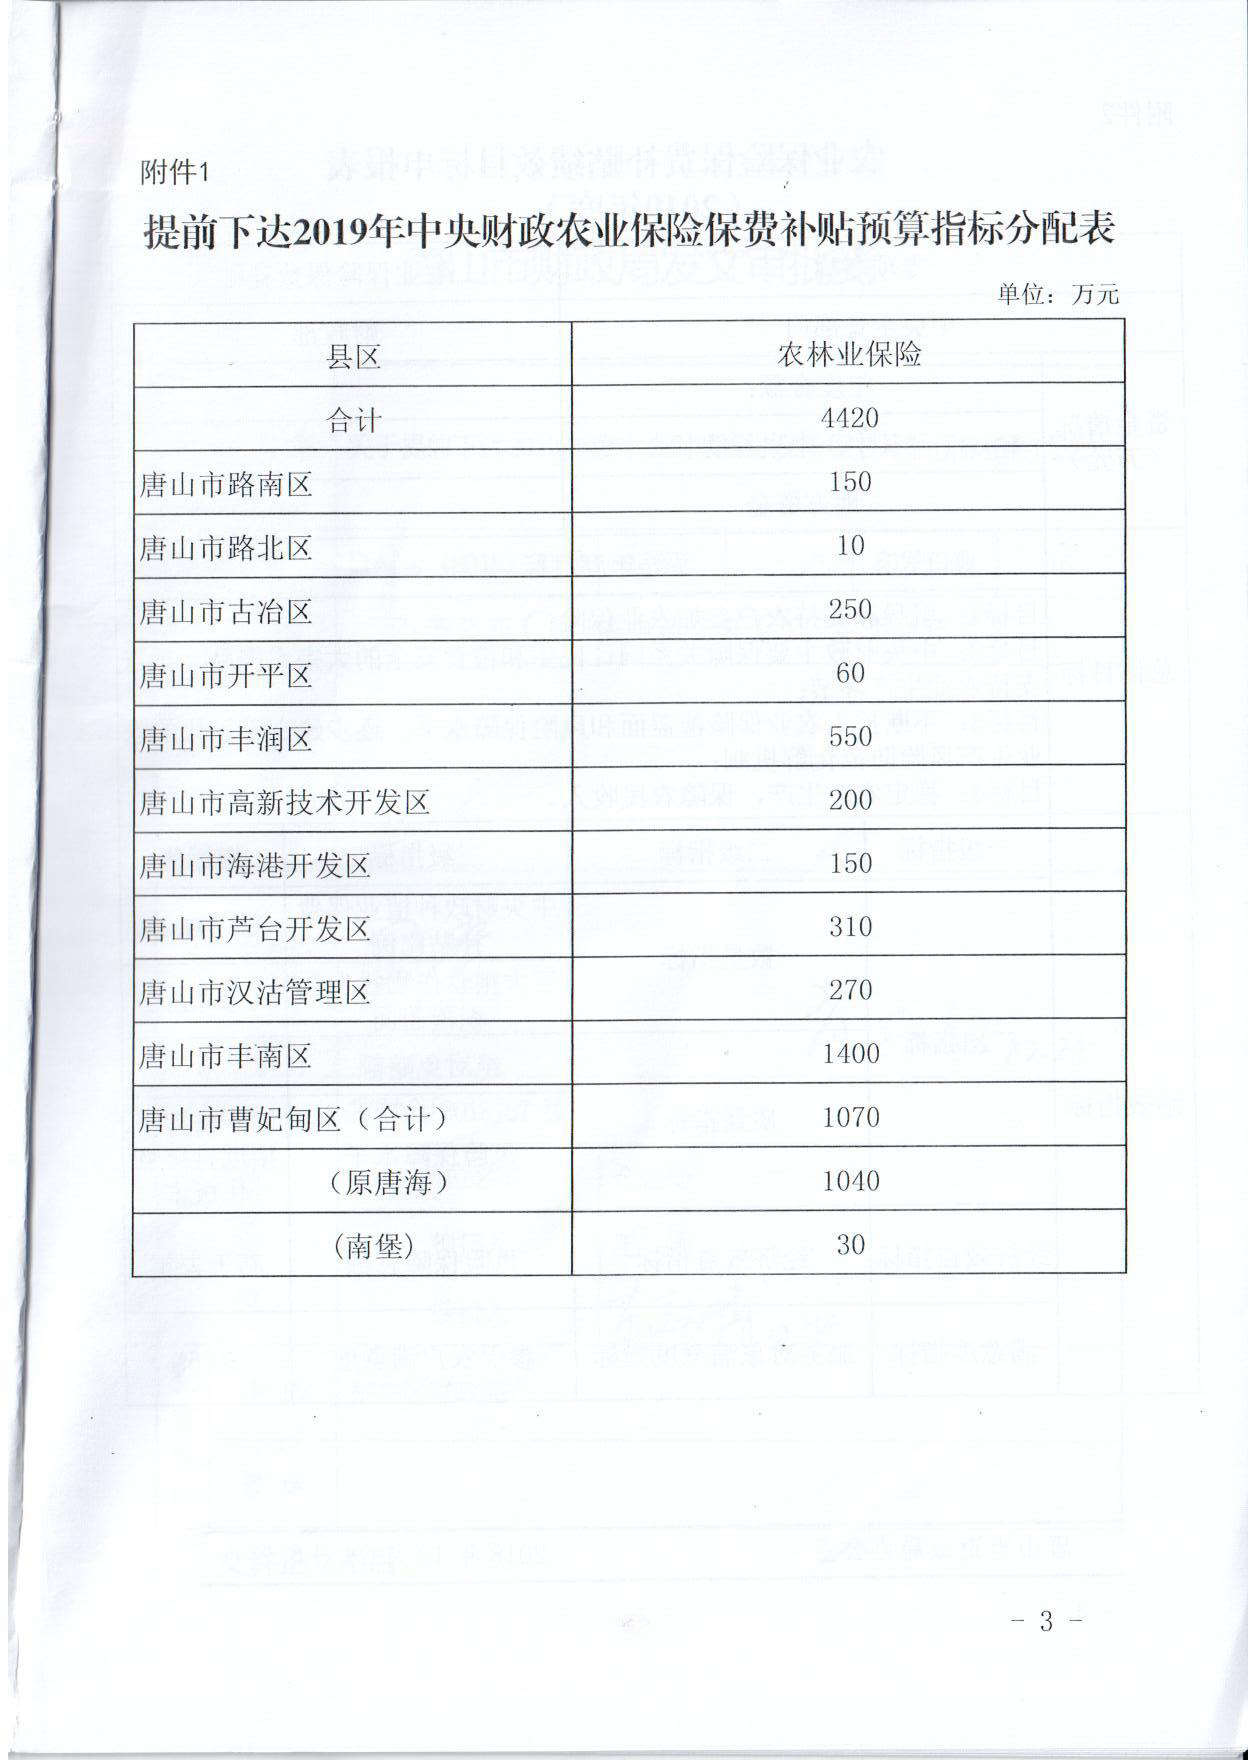 附件1
提前下达2019年中央财政农业保险保费补贴预算指标分配表
单位：万元
县区 农林业保险
合计 4420
唐山市路南区 150
唐山市路北区 10
唐山市古冶区 250
唐山市开平区 60
唐山市丰润区 550
唐山市高新技术开发区 200
唐山市海港开发区 150
唐山市芦台开发区 310
唐山市汉沽管理区 270
唐山市丰南区 1400
唐山市曹妃甸区（合计） 1070
（原唐海） 1040
(南堡) 30
- 3 -